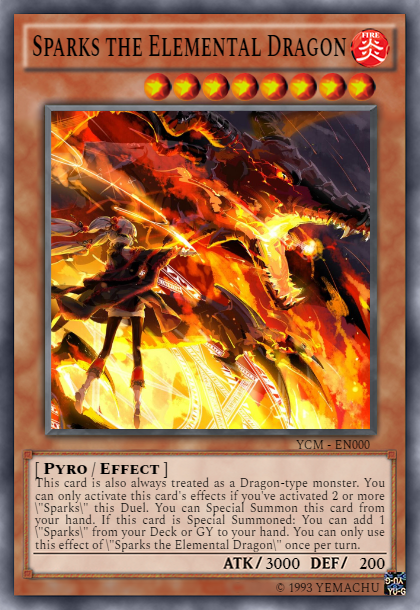 SPARKS THE ELEMENTAL DRAGON
FIRE
炎
YCM - EN000
[ PYRO / EFFECT ]
This card is also always treated as a Dragon-type monster. You
can only activate this card's effects if you've activated 2 or more
\"Sparks\" this Duel. You can Special Summon this card from
your hand. If this card is Special Summoned: You can add 1
\"Sparks\" from your Deck or GY to your hand. You can only use
this effect of \"Sparks the Elemental Dragon\" once per turn.
ATK / 3000 DEF / 200
© 1993 YEMACHU